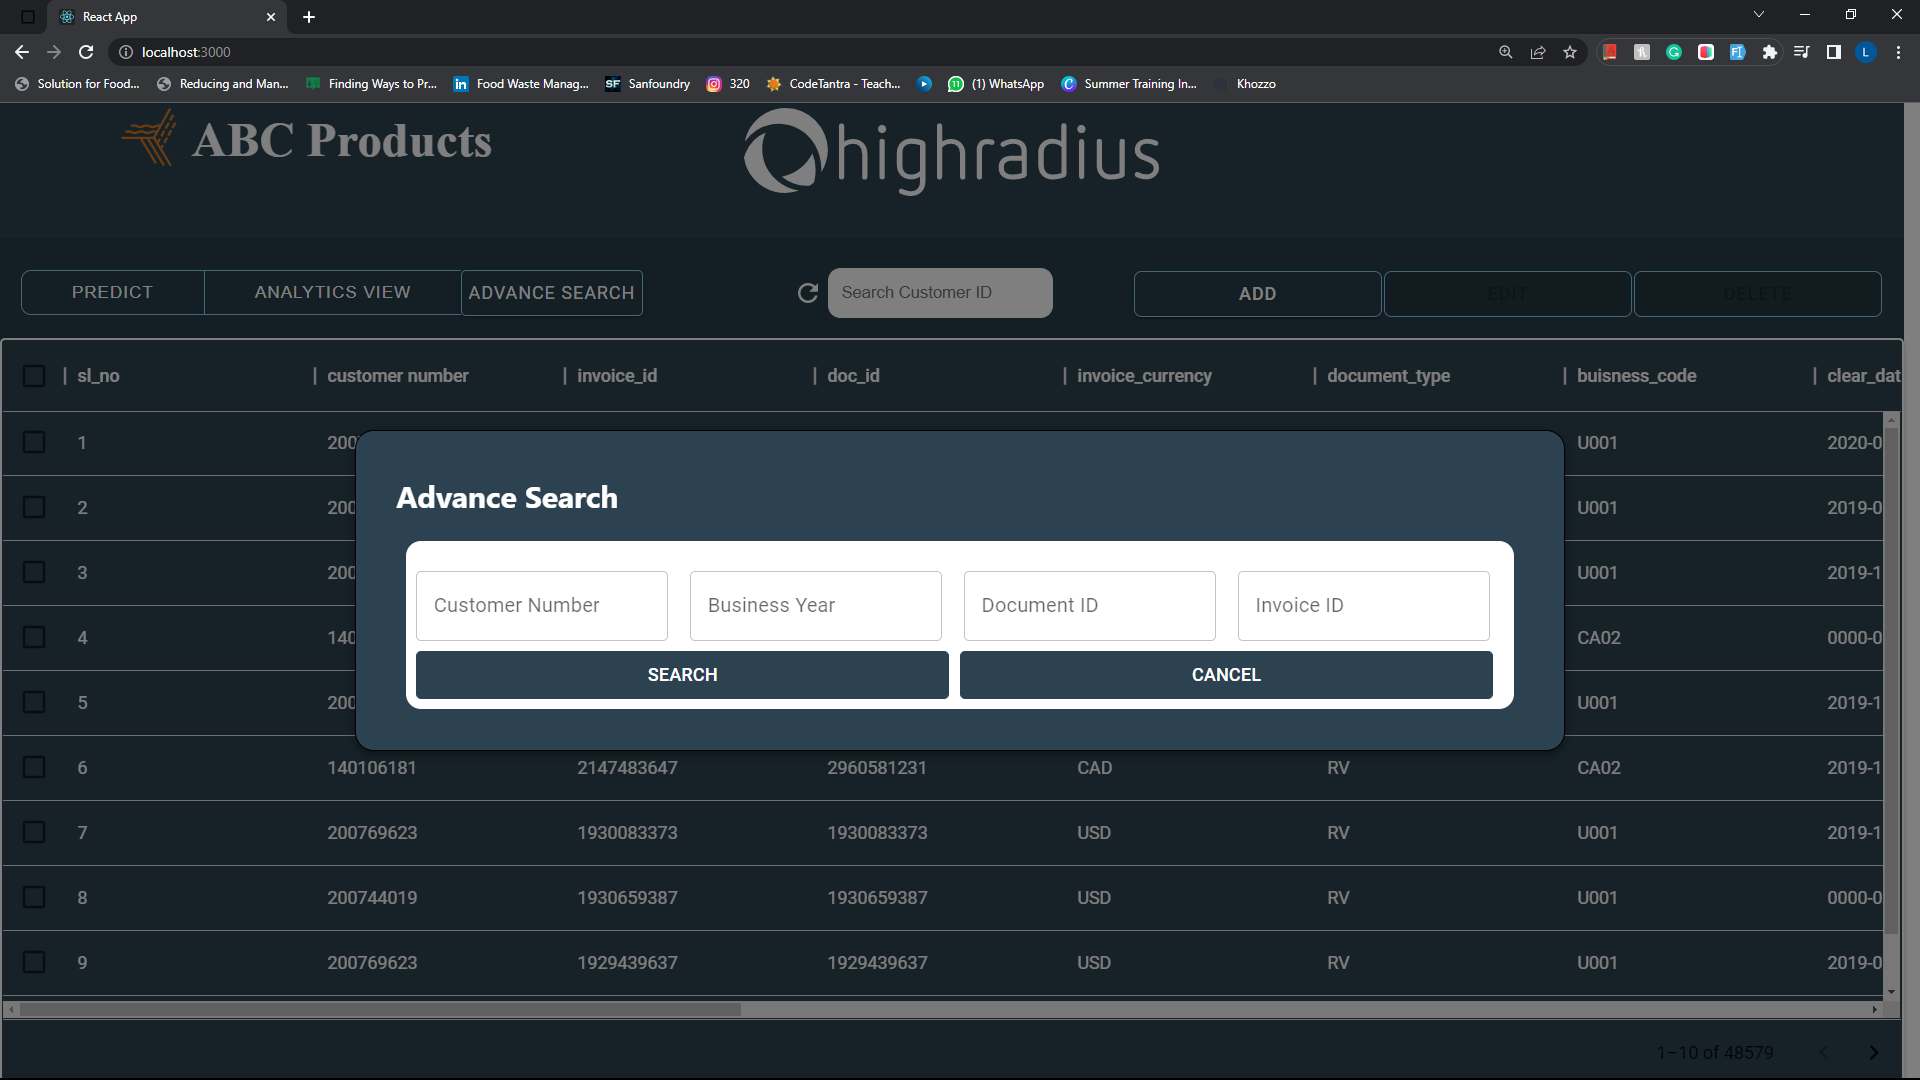 React App
localhost:3000
Solution for Food... Reducing and Man... Finding Ways to Pr... in Food Waste Manag... SF Sanfoundry 320 CodeTantra - Teach... 11 (1) WhatsApp Summer Training In... Khozzo
L
ABC Products
highradius
PREDICT ANALYTICS VIEW ADVANCE SEARCH Search Customer ID ADD EDIT DELETE
sl_no customer number invoice_id doc_id invoice_currency document_type buisness_code clear_dat
1 200 U001 2020-0
2 200 U001 2019-0
3 200 U001 2019-1
4 140 CA02 0000-0
5 200 U001 2019-1
Advance Search
Customer Number Business Year Document ID Invoice ID
SEARCH CANCEL
6 140106181 2147483647 2960581231 CAD RV CA02 2019-1
7 200769623 1930083373 1930083373 USD RV U001 2019-1
8 200744019 1930659387 1930659387 USD RV U001 0000-0
9 200769623 1929439637 1929439637 USD RV U001 2019-0
1–10 of 48579